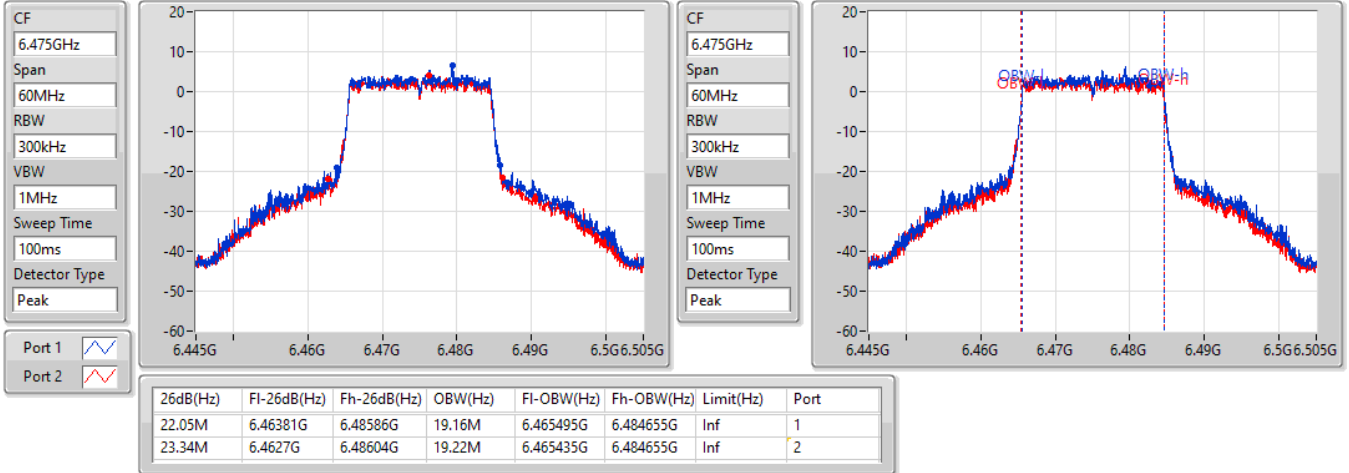 CF
6.475GHz
Span
60MHz
RBW
300kHz
VBW
1MHz
Sweep Time
100ms
Detector Type
Peak
Port 1
Port 2
20
10
0
-10
-20
-30
-40
-50
-60
6.445G 6.46G 6.47G 6.48G 6.49G 6.5G 6.505G
CF
6.475GHz
Span
60MHz
RBW
300kHz
VBW
1MHz
Sweep Time
100ms
Detector Type
Peak
20
10
0
-10
-20
-30
-40
-50
-60
OBW-h
6.445G 6.46G 6.47G 6.48G 6.49G 6.5G 6.505G
26dB(Hz) Fl-26dB(Hz) Fh-26dB(Hz) OBW(Hz) Fl-OBW(Hz) Fh-OBW(Hz) Limit(Hz) Port
22.05M 6.46381G 6.48586G 19.16M 6.465495G 6.484655G Inf 1
23.34M 6.4627G 6.48604G 19.22M 6.465435G 6.484655G Inf 2